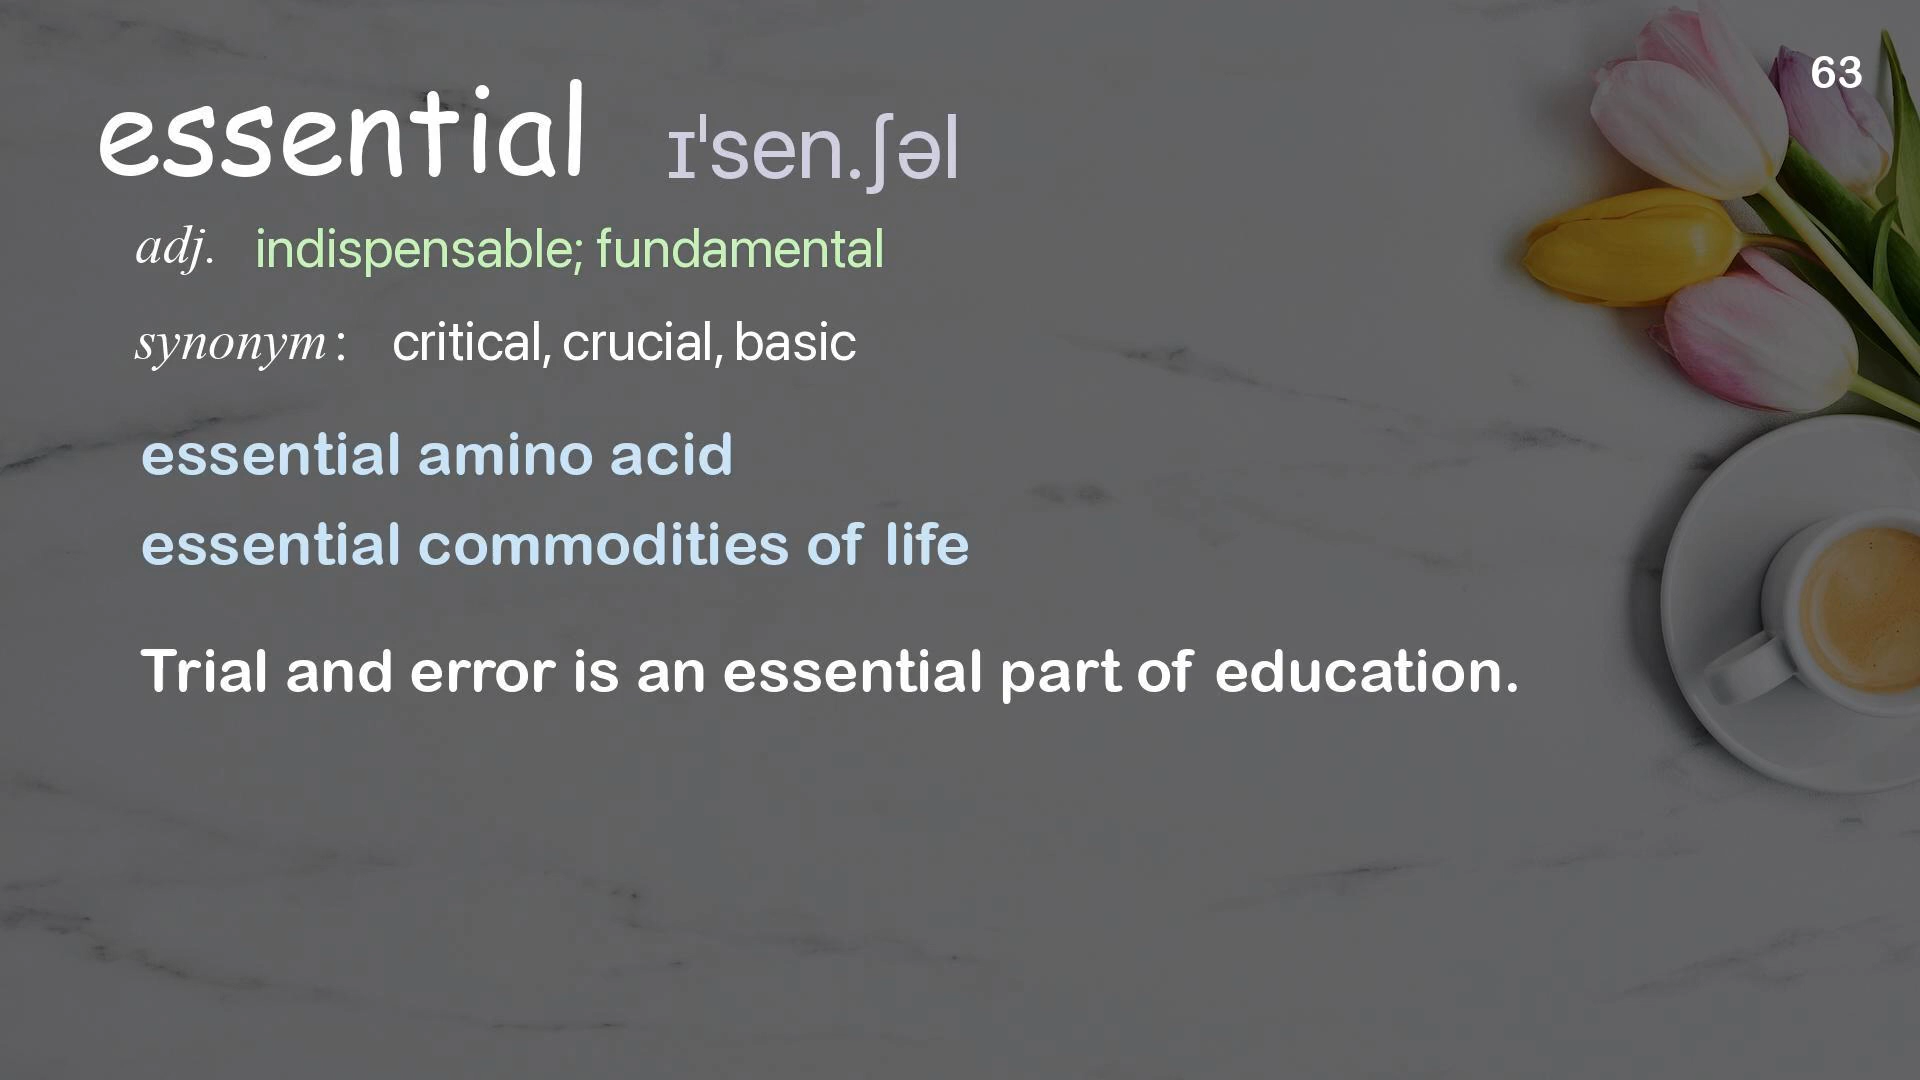 63
essential ɪˈsen.ʃəl
adj. indispensable; fundamental
synonym: critical, crucial, basic
essential amino acid
essential commodities of life
Trial and error is an essential part of education.